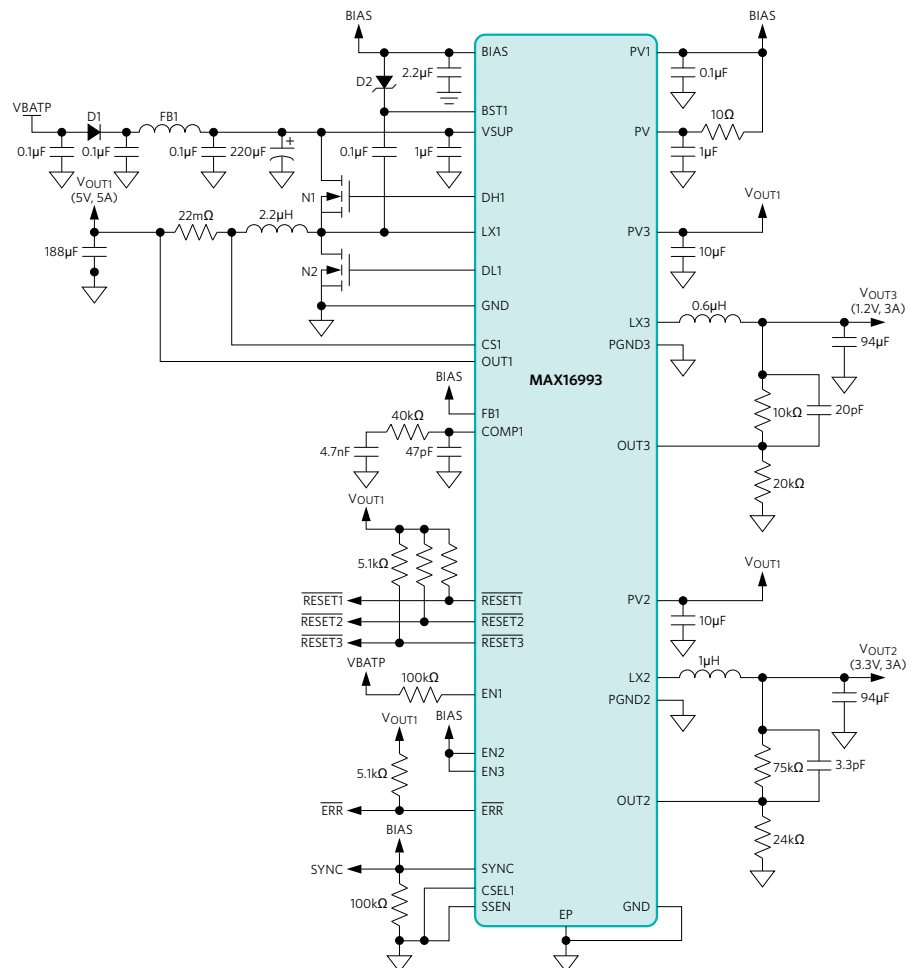 BIAS
BIAS
BIAS
PV1
2.2µF
0.1µF
D2
VBATP
D1
FB1
BST1
10Ω
VSUP
PV
0.1µF
0.1µF
0.1µF
220µF
+
0.1µF
1µF
1µF
VOUT1
(5V, 5A)
N1
DH1
VOUT1
22mΩ
2.2µH
LX1
PV3
188µF
10µF
N2
DL1
VOUT3
(1.2V, 3A)
GND
0.6µH
LX3
CS1
PGND3
94µF
OUT1
MAX16993
BIAS
FB1
10kΩ
20pF
40kΩ
COMP1
OUT3
4.7nF
47pF
20kΩ
VOUT1
5.1kΩ
VOUT1
RESET1
RESET1
PV2
RESET2
RESET2
10µF
RESET3
RESET3
VOUT2
(3.3V, 3A)
VBATP
1µH
100kΩ
LX2
EN1
PGND2
94µF
VOUT1
BIAS
EN2
EN3
5.1kΩ
75kΩ
3.3pF
OUT2
ERR
ERR
BIAS
24kΩ
SYNC
SYNC
CSEL1
100kΩ
SSEN
GND
EP